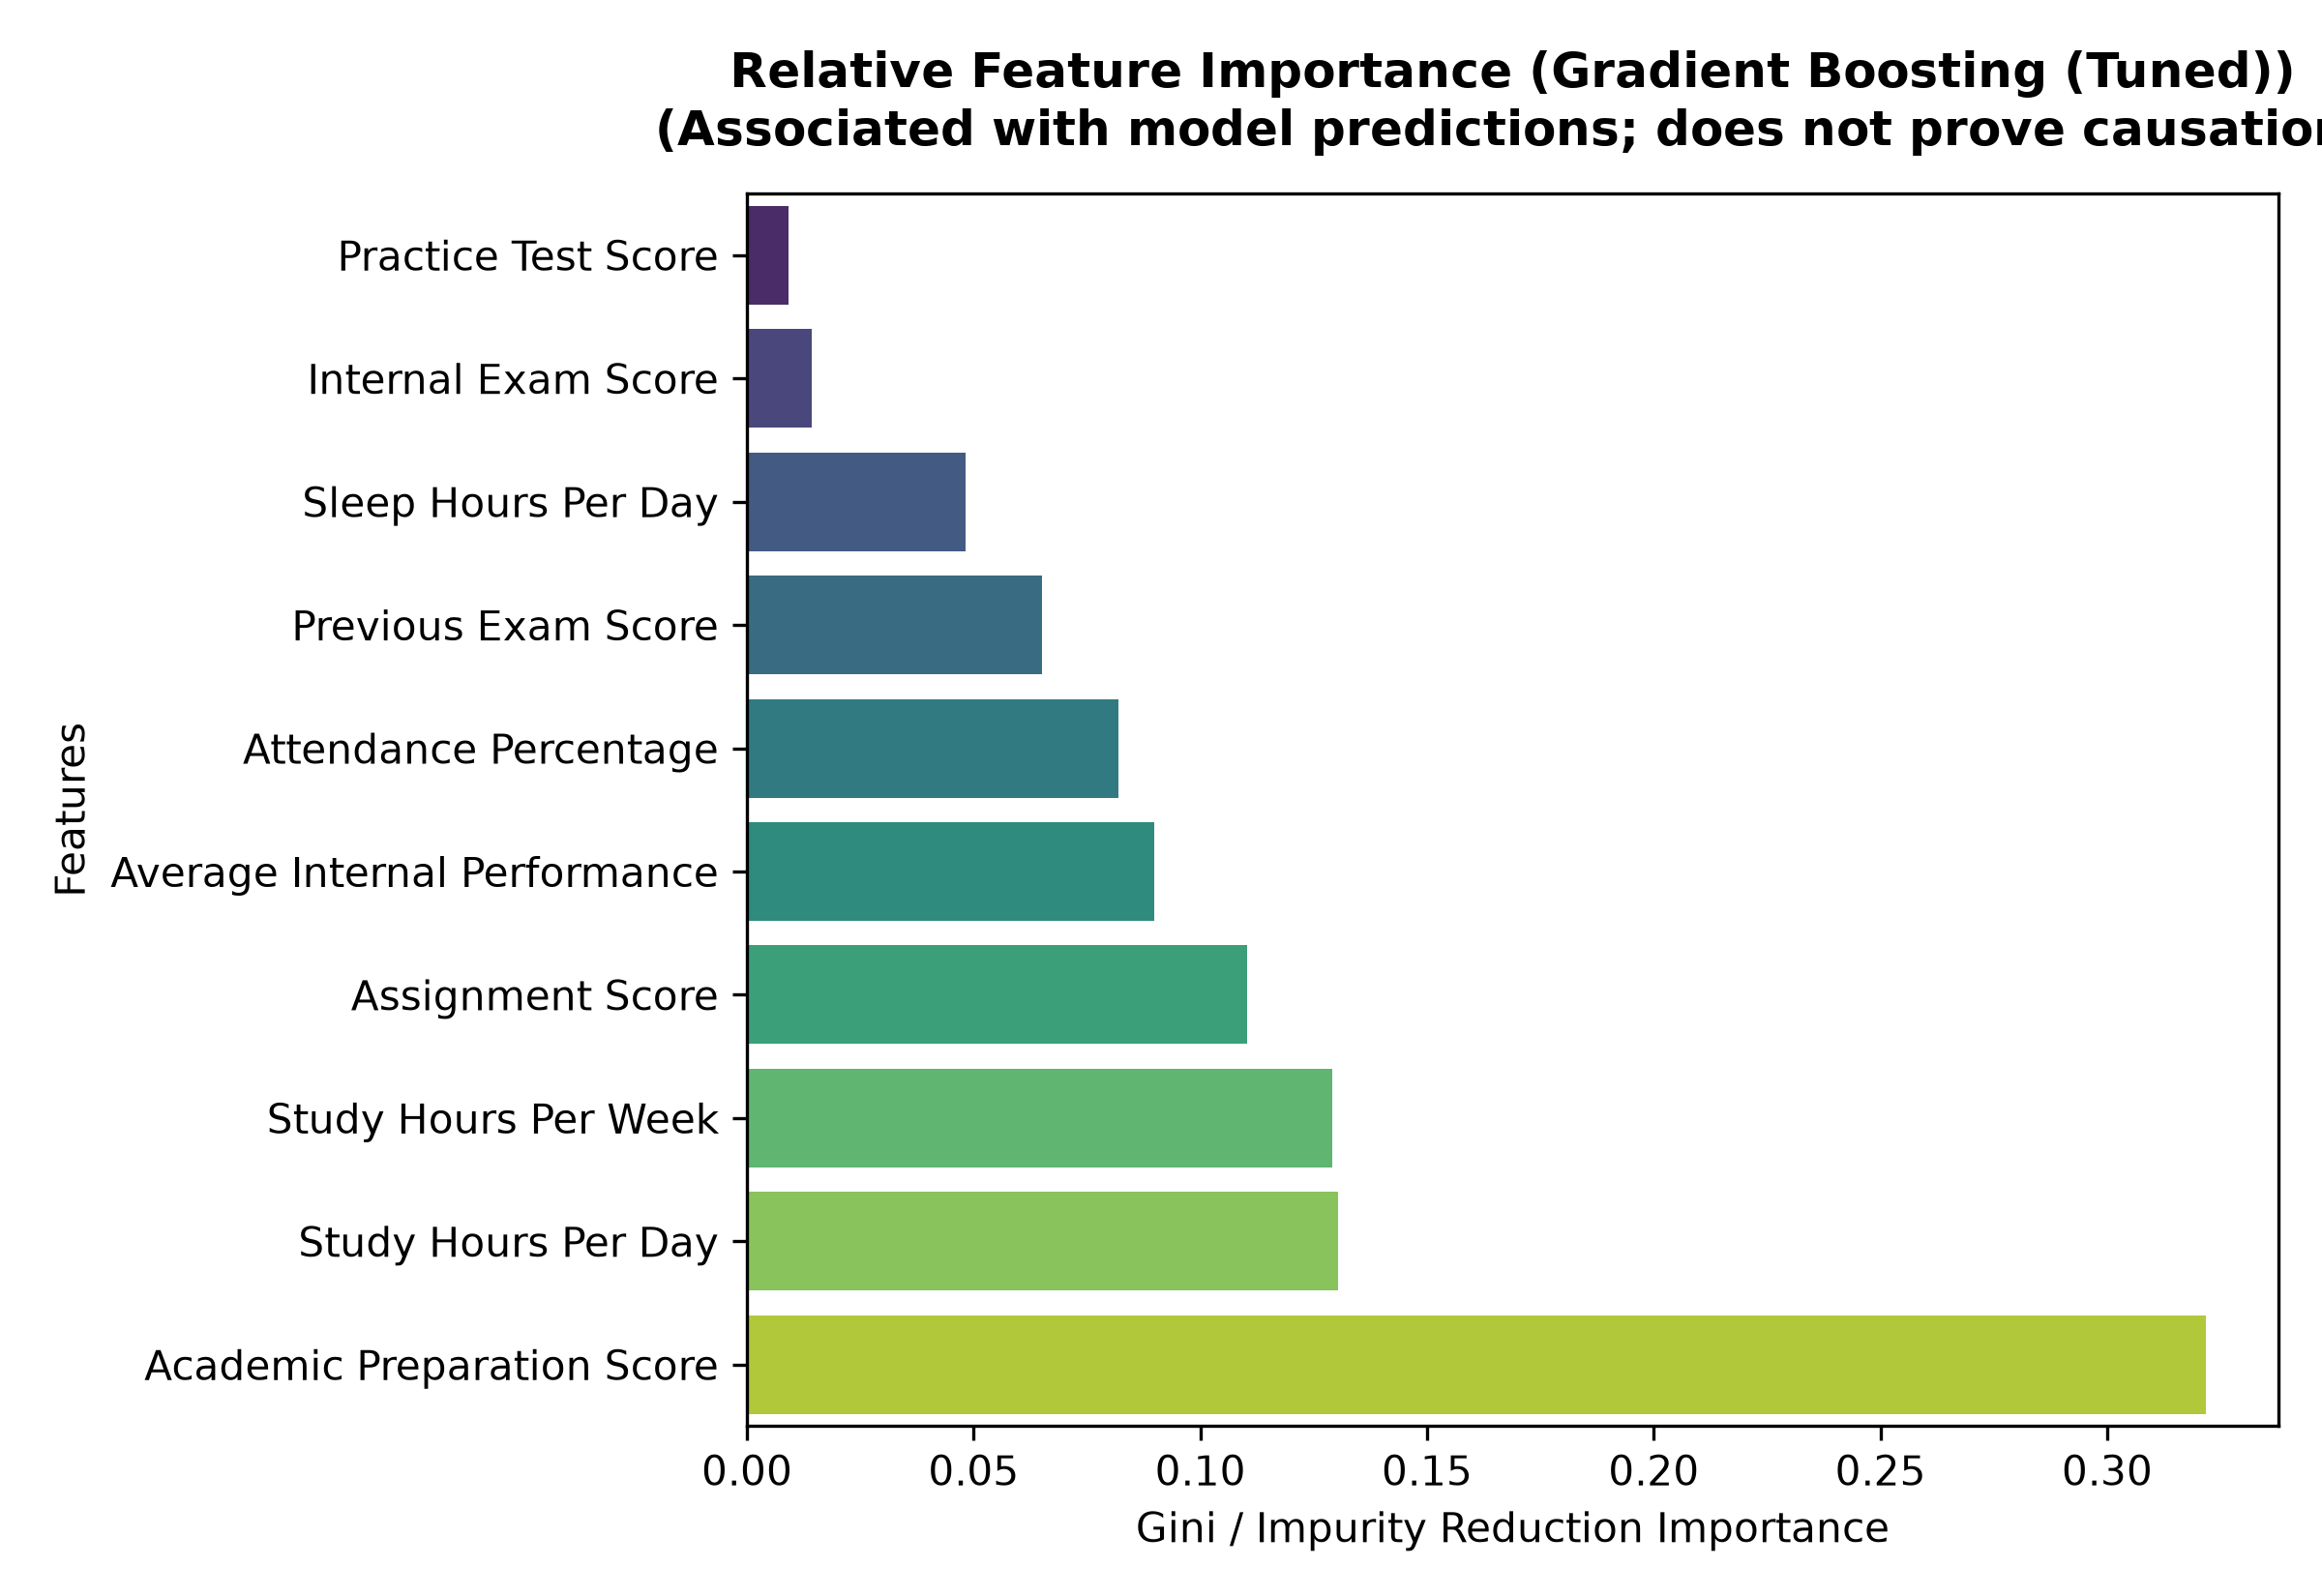 Relative Feature Importance (Gradient Boosting (Tuned))
(Associated with model predictions; does not prove causation
Practice Test Score
Internal Exam Score
Sleep Hours Per Day
Previous Exam Score
Attendance Percentage
Average Internal Performance
Assignment Score
Study Hours Per Week
Study Hours Per Day
Academic Preparation Score
Features
0.00 0.05 0.10 0.15 0.20 0.25 0.30
Gini / Impurity Reduction Importance